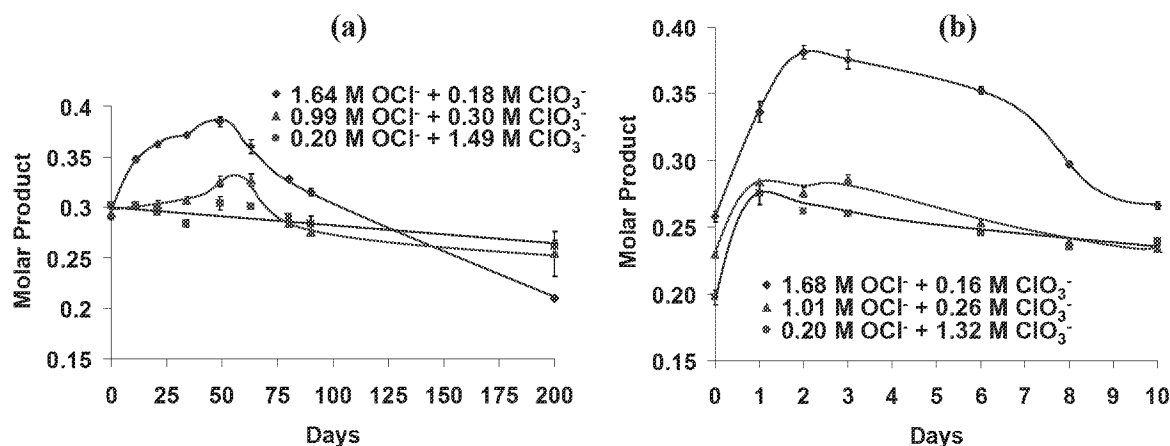 (a)
1.64 M OCl⁻ + 0.18 M ClO₃⁻
0.99 M OCl⁻ + 0.30 M ClO₃⁻
0.20 M OCl⁻ + 1.49 M ClO₃⁻
0.4
0.35
0.3
0.25
0.2
0.15
Molar Product
0 25 50 75 100 125 150 175 200
Days
(b)
0.40
0.35
0.30
0.25
0.20
0.15
Molar Product
1.68 M OCl⁻ + 0.16 M ClO₃⁻
1.01 M OCl⁻ + 0.26 M ClO₃⁻
0.20 M OCl⁻ + 1.32 M ClO₃⁻
0 1 2 3 4 5 6 7 8 9 10
Days